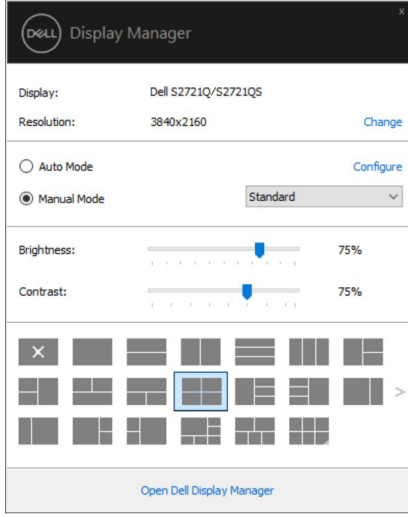 x
DELL Display Manager
Display: Dell S2721Q/S2721QS
Resolution: 3840x2160 Change
Auto Mode Configure
Manual Mode Standard
Brightness: 75%
Contrast: 75%
Open Dell Display Manager